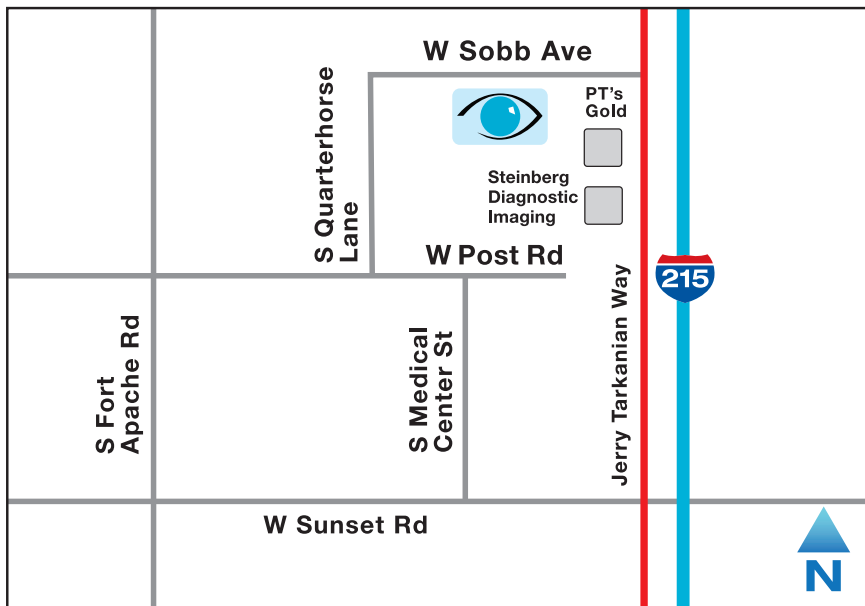 W Sobb Ave
PT's
Gold
S Quarterhorse
Lane
Steinberg
Diagnostic
Imaging
W Post Rd
215
Jerry Tarkanian Way
S Fort
Apache Rd
S Medical
Center St
W Sunset Rd
N